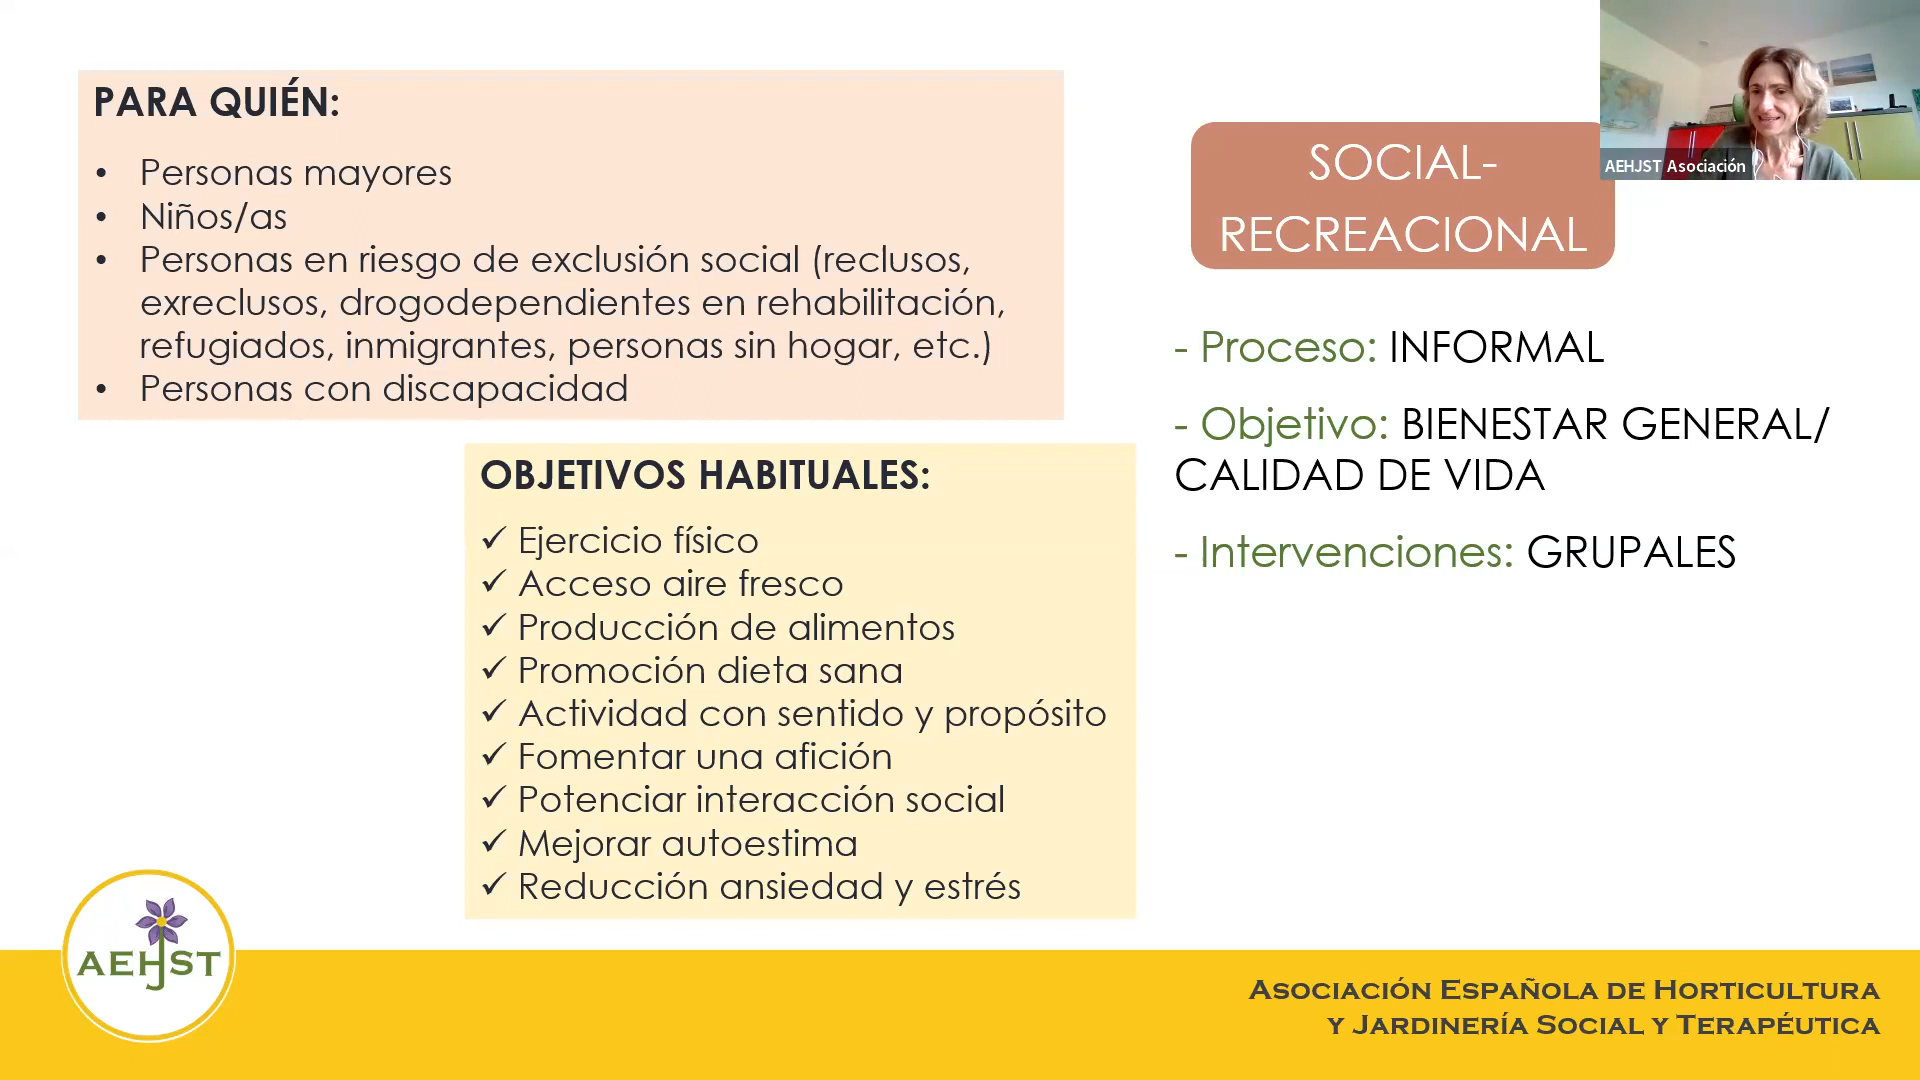 PARA QUIÉN:
• Personas mayores
• Niños/as
• Personas en riesgo de exclusión social (reclusos,
exreclusos, drogodependientes en rehabilitación,
refugiados, inmigrantes, personas sin hogar, etc.)
• Personas con discapacidad
OBJETIVOS HABITUALES:
✓ Ejercicio físico
✓ Acceso aire fresco
✓ Producción de alimentos
✓ Promoción dieta sana
✓ Actividad con sentido y propósito
✓ Fomentar una afición
✓ Potenciar interacción social
✓ Mejorar autoestima
✓ Reducción ansiedad y estrés
SOCIAL-
RECREACIONAL
- Proceso: INFORMAL
- Objetivo: BIENESTAR GENERAL/
CALIDAD DE VIDA
- Intervenciones: GRUPALES
AEHJST Asociación
AEHJST
Asociación Española de Horticultura
y Jardinería Social y Terapéutica